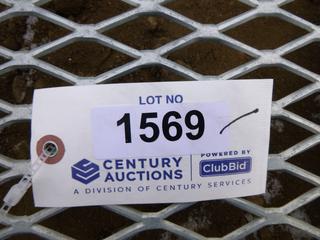 LOT NO
1569
CENTURY
AUCTIONS
POWERED BY
ClubBid
A DIVISION OF CENTURY SERVICES